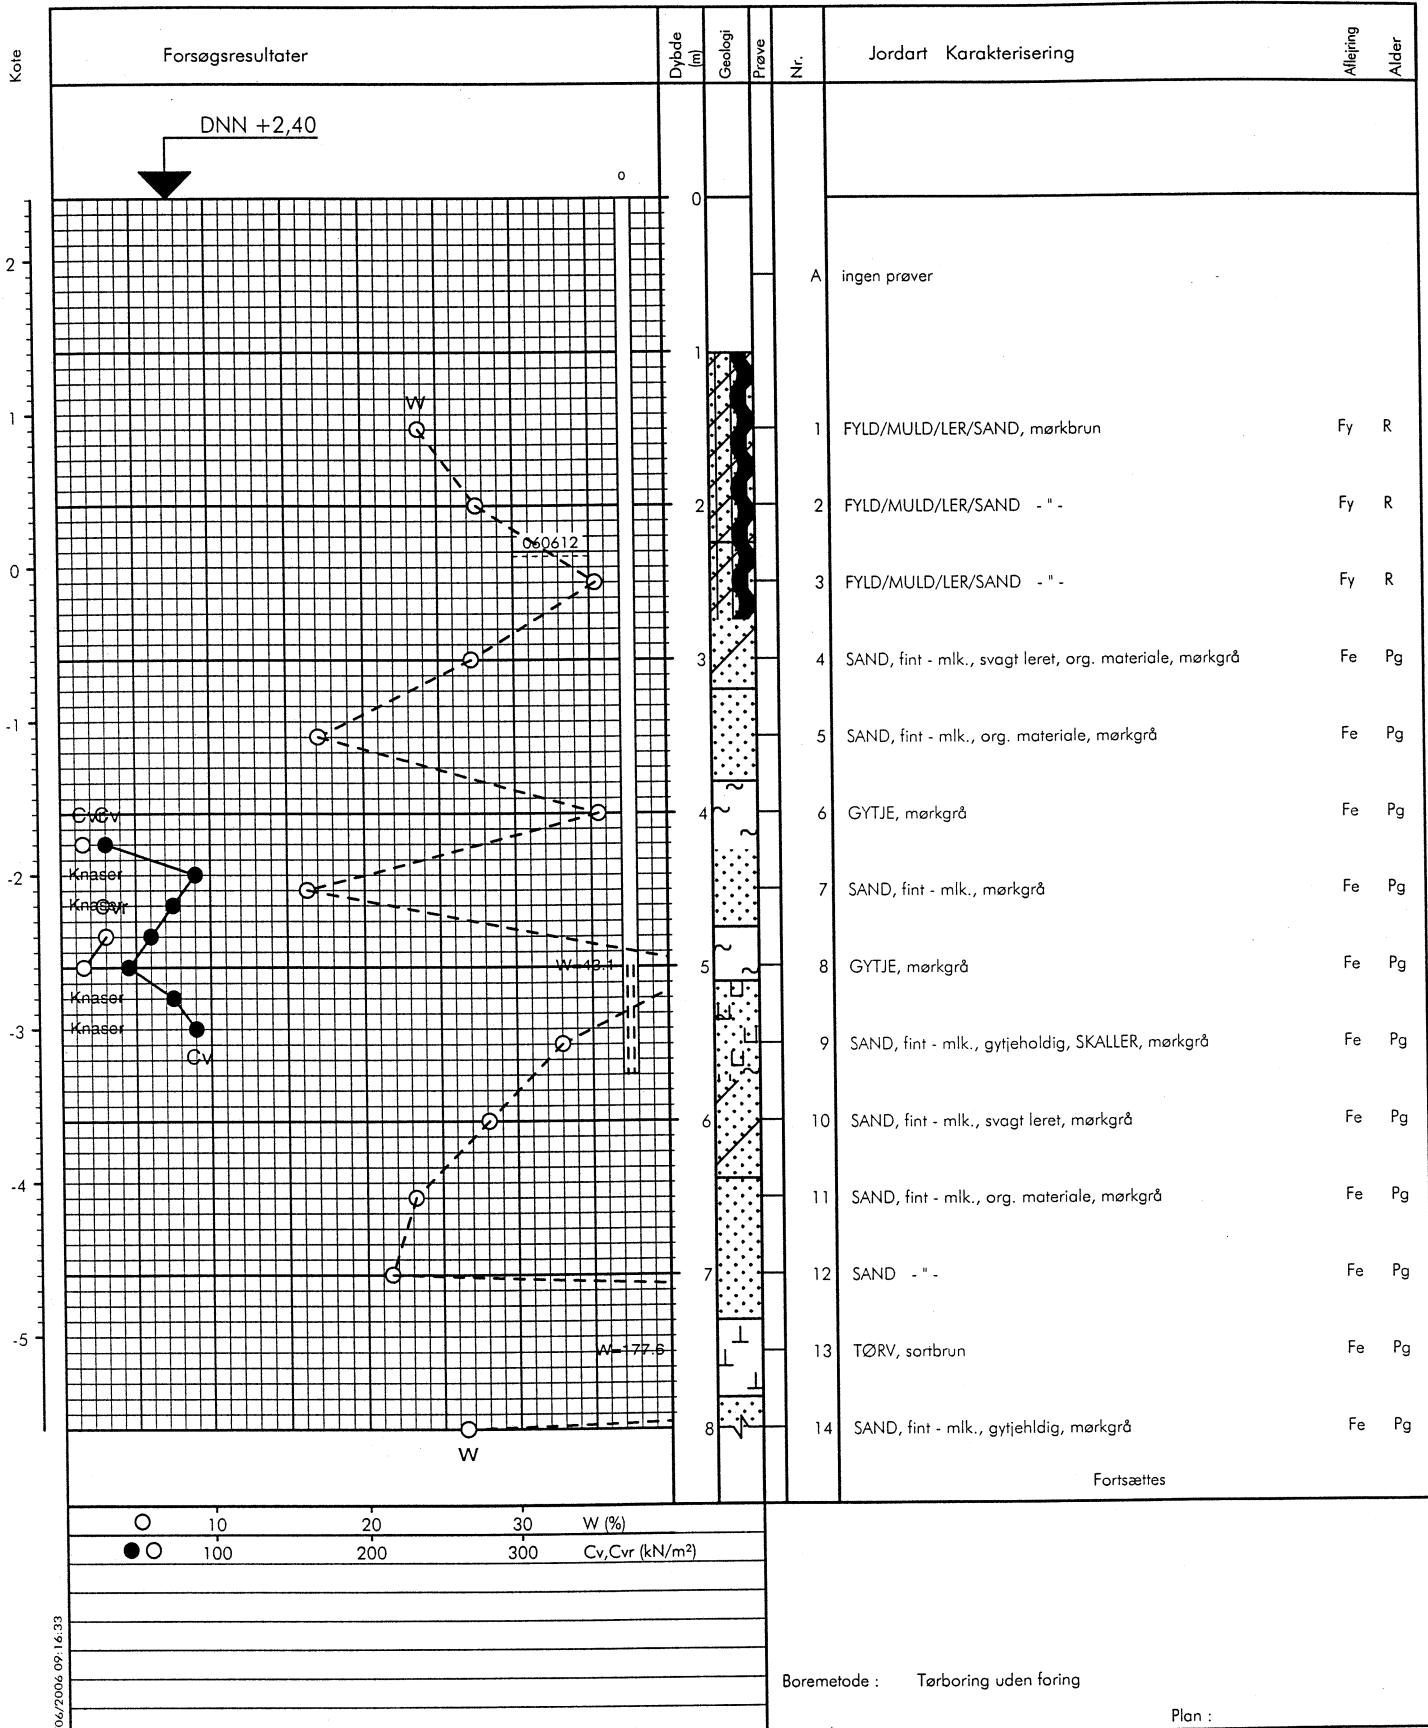 Kote
Forsøgsresultater
Dybde (m)
Geologi
Prøve
Nr.
Jordart Karakterisering
Aflejring
Alder
DNN +2,40
o
0
2
A ingen prøver
1
W
1
1 FYLD/MULD/LER/SAND, mørkbrun Fy R
2
2 FYLD/MULD/LER/SAND - " - Fy R
060612
0
3 FYLD/MULD/LER/SAND - " - Fy R
3
4 SAND, fint - mlk., svagt leret, org. materiale, mørkgrå Fe Pg
-1
5 SAND, fint - mlk., org. materiale, mørkgrå Fe Pg
Cvr Cv
4
6 GYTJE, mørkgrå Fe Pg
Knaser
-2
7 SAND, fint - mlk., mørkgrå Fe Pg
Knaser Cvr
W=43.1
5
8 GYTJE, mørkgrå Fe Pg
Knaser
Knaser
-3
9 SAND, fint - mlk., gytjeholdig, SKALLER, mørkgrå Fe Pg
Cv
6
10 SAND, fint - mlk., svagt leret, mørkgrå Fe Pg
-4
11 SAND, fint - mlk., org. materiale, mørkgrå Fe Pg
7
12 SAND - " - Fe Pg
-5
W=177.6
13 TØRV, sortbrun Fe Pg
8
14 SAND, fint - mlk., gytjehldig, mørkgrå Fe Pg
W
Fortsættes
10 20 30 W (%)
100 200 300 Cv,Cvr (kN/m²)
06/2006 09:16:33
Boremetode : Tørboring uden foring
Plan :